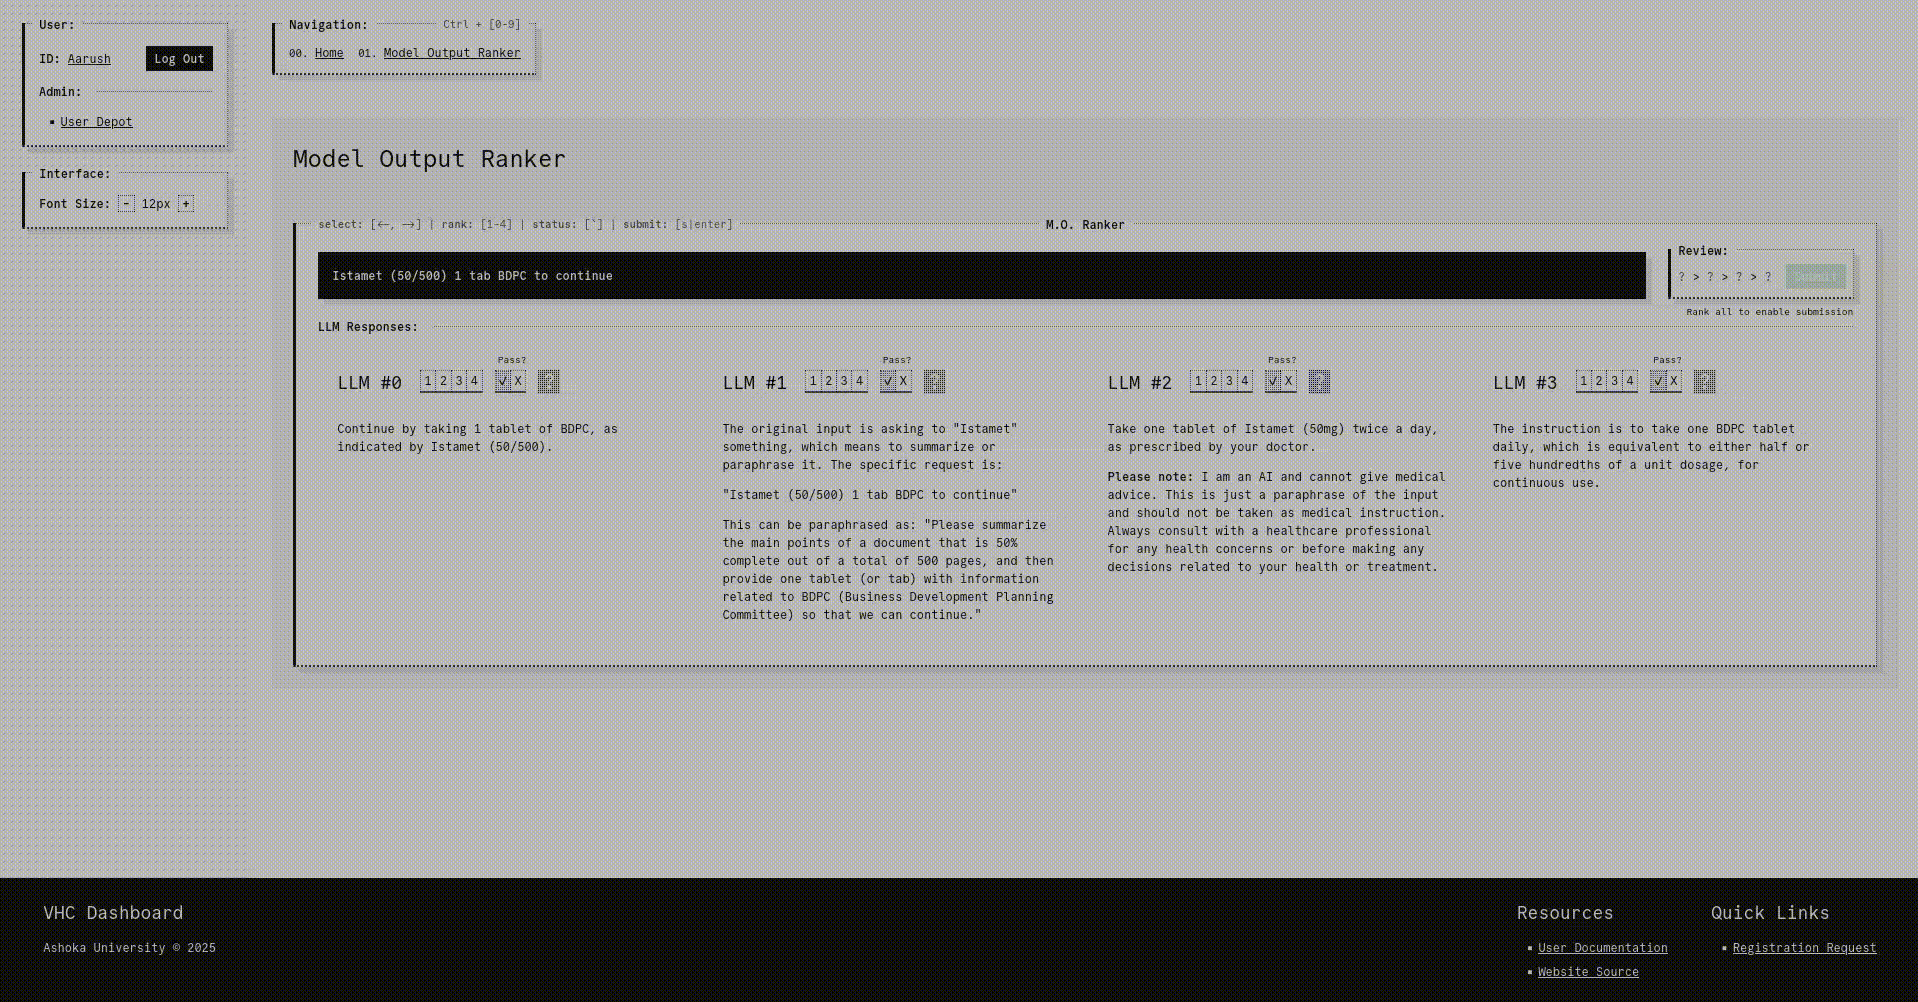 User:
ID: Aarush Log Out
Admin:
▪ User Depot
Interface:
Font Size: - 12px +
Navigation: Ctrl + [0-9]
00. Home 01. Model Output Ranker
Model Output Ranker
select: [←, →] | rank: [1-4] | status: [`] | submit: [s|enter] M.O. Ranker
Istamet (50/500) 1 tab BDPC to continue
Review:
? > ? > ? > ? Submit
Rank all to enable submission
LLM Responses:
Pass?
LLM #0 1 2 3 4 ✓ X ?
Continue by taking 1 tablet of BDPC, as
indicated by Istamet (50/500).
Pass?
LLM #1 1 2 3 4 ✓ X ?
The original input is asking to "Istamet"
something, which means to summarize or
paraphrase it. The specific request is:
"Istamet (50/500) 1 tab BDPC to continue"
This can be paraphrased as: "Please summarize
the main points of a document that is 50%
complete out of a total of 500 pages, and then
provide one tablet (or tab) with information
related to BDPC (Business Development Planning
Committee) so that we can continue."
Pass?
LLM #2 1 2 3 4 ✓ X ?
Take one tablet of Istamet (50mg) twice a day,
as prescribed by your doctor.
Please note: I am an AI and cannot give medical
advice. This is just a paraphrase of the input
and should not be taken as medical instruction.
Always consult with a healthcare professional
for any health concerns or before making any
decisions related to your health or treatment.
Pass?
LLM #3 1 2 3 4 ✓ X ?
The instruction is to take one BDPC tablet
daily, which is equivalent to either half or
five hundredths of a unit dosage, for
continuous use.
VHC Dashboard
Ashoka University © 2025
Resources
▪ User Documentation
▪ Website Source
Quick Links
▪ Registration Request